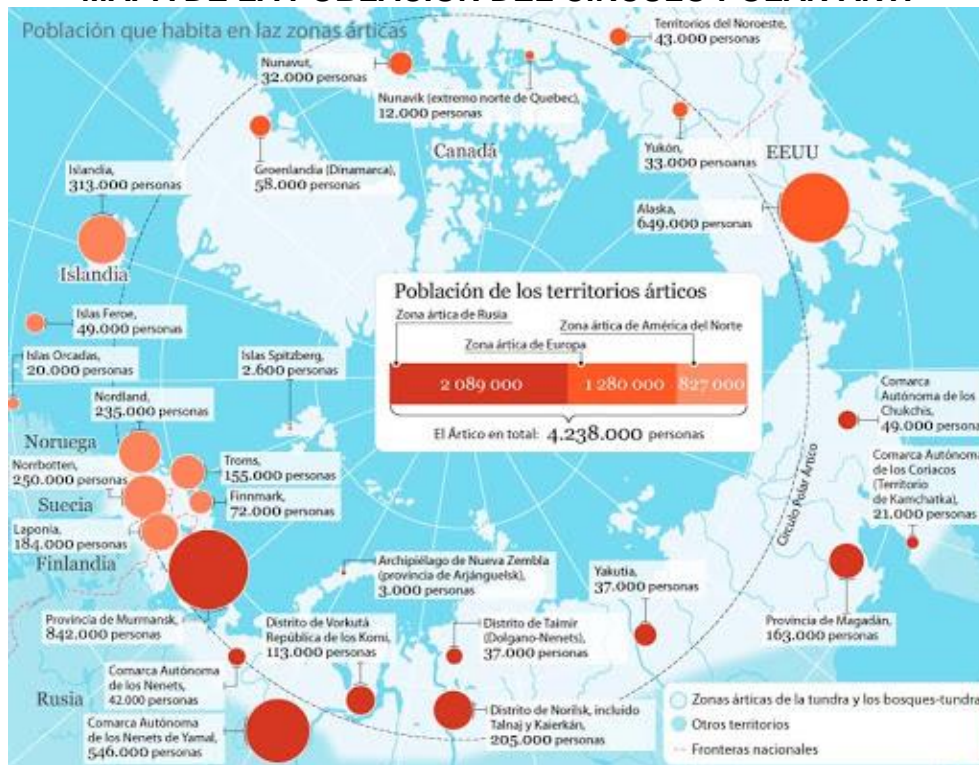 MAPA DE LA POBLACIÓN DEL CÍRCULO POLAR
Población que habita en laz zonas árticas
Territorios del Noroeste,
43.000 personas
Nunavut,
32.000 personas
Nunavik (extremo norte de Quebec),
12.000 personas
Canadá
Yukón,
33.000 persoanas
EEUU
Islandia,
313.000 personas
Groenlandia (Dinamarca),
58.000 personas
Alaska,
649.000 personas
Islandia
Islas Feroe,
49.000 personas
Islas Orcadas,
20.000 personas
Islas Spitzberg,
2.600 personas
Población de los territorios árticos
Zona ártica de Rusia
Zona ártica de América del Norte
Zona ártica de Europa
2 089 000
1 280 000
827 000
El Ártico en total: 4.238.000 personas
Nordland,
235.000 personas
Noruega
Norrbotten,
250.000 personas
Troms,
155.000 personas
Suecia
Finnmark,
72.000 personas
Laponia,
184.000 personas
Finlandia
Comarca
Autónoma de los
Chukchis,
49.000 persona
Comarca Autónoma
de los Coriacos
(Territorio
de Kamchatka),
21.000 personas
Círculo Polar Ártico
Provincia de Murmansk,
842.000 personas
Archipiélago de Nueva Zembla
(provincia de Arjánguelsk),
3.000 personas
Yakutia,
37.000 personas
Provincia de Magadán,
163.000 personas
Distrito de Vorkutá
República de los Komi,
113.000 personas
Distrito de Taimir
(Dolgano-Nenets),
37.000 personas
Comarca Autónoma
de los Nenets,
42.000 personas
Rusia
Comarca Autónoma
de los Nenets de Yamal,
546.000 personas
Distrito de Norilsk, incluido
Talnaj y Kaierkán,
205.000 personas
Zonas árticas de la tundra y los bosques-tundra
Otros territorios
Fronteras nacionales